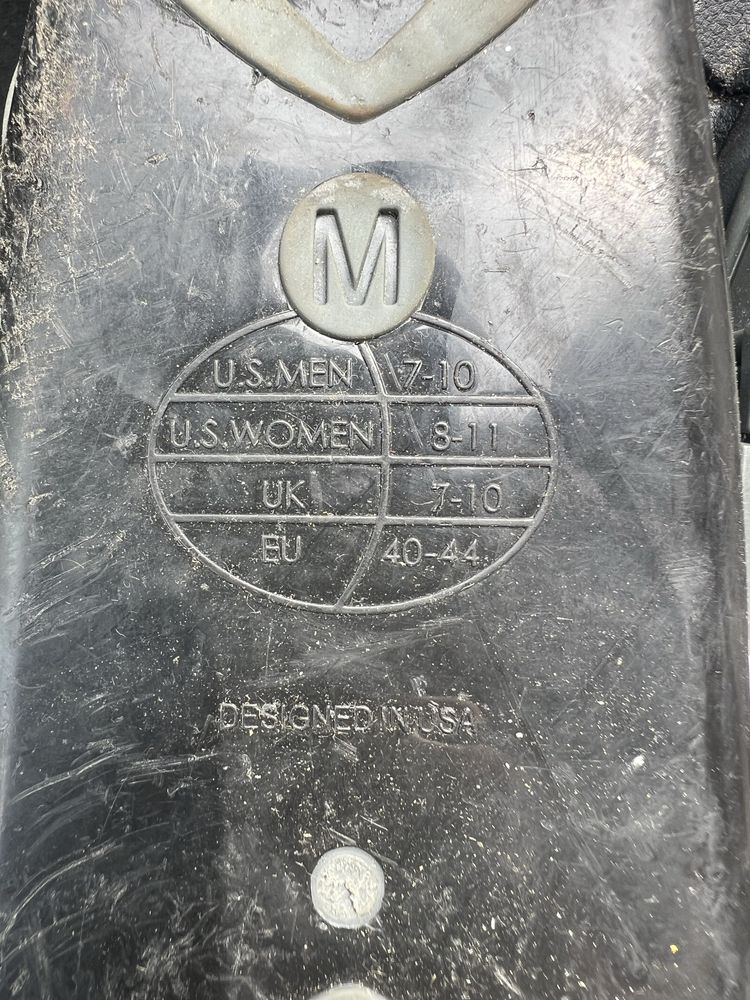 M
U.S.MEN 7-10
U.S.WOMEN 8-11
UK 7-10
EU 40-44
DESIGNED IN USA